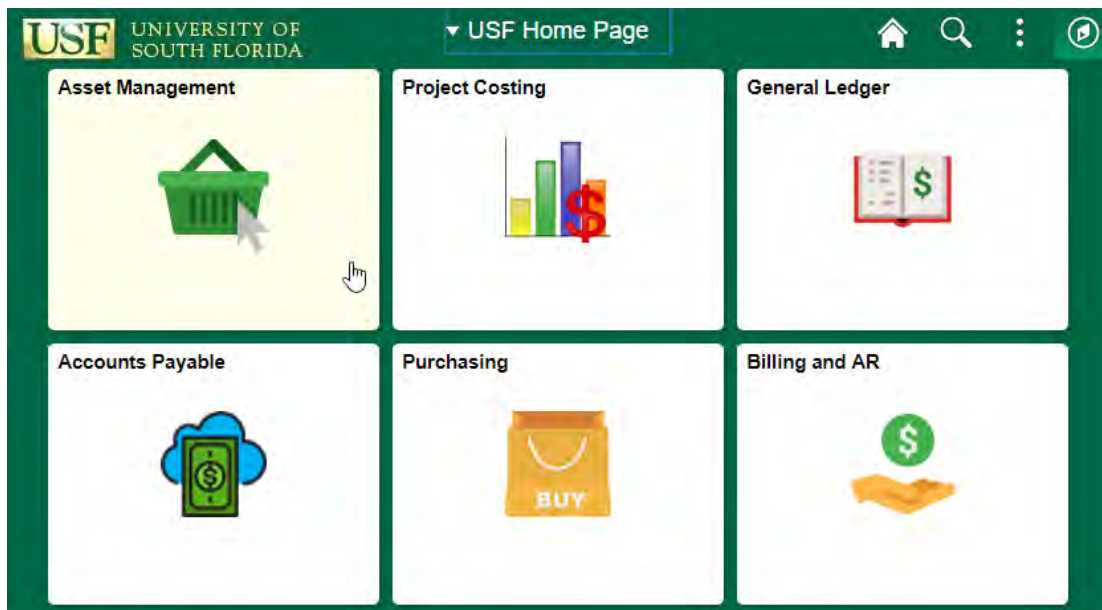 USF UNIVERSITY OF
SOUTH FLORIDA
USF Home Page
Asset Management
Project Costing
General Ledger
$
$
Accounts Payable
Purchasing
Billing and AR
$
BUY
$